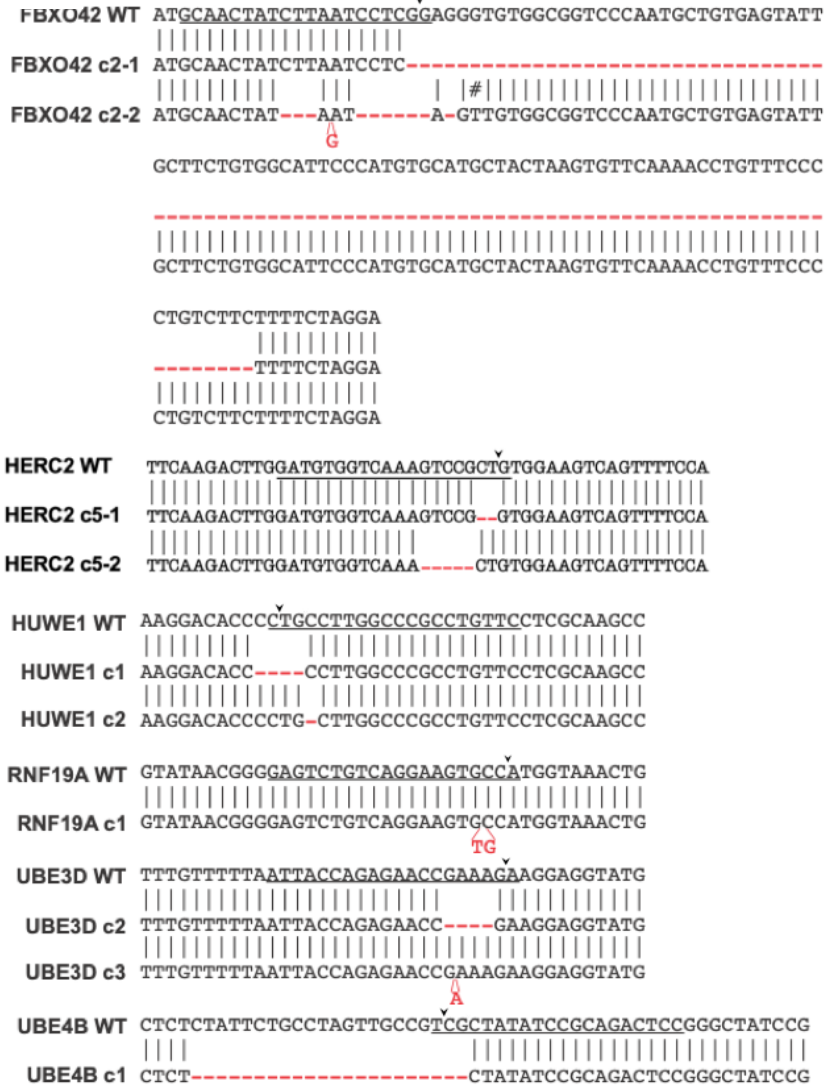 FBXO42 WT ATGCAACTATCTTAATCCTCGGAGGGTGTGGCGGTCCCAATGCTGTGAGTATT
FBXO42 c2-1 ATGCAACTATCTTAATCCTC---------------------------------
#
FBXO42 c2-2 ATGCAACTAT---AAT------A-GTTGTGGCGGTCCCAATGCTGTGAGTATT
G
GCTTCTGTGGCATTCCCATGTGCATGCTACTAAGTGTTCAAAACCTGTTTCCC
-----------------------------------------------------
GCTTCTGTGGCATTCCCATGTGCATGCTACTAAGTGTTCAAAACCTGTTTCCC
CTGTCTTCTTTTCTAGGA
--------TTTTCTAGGA
CTGTCTTCTTTTCTAGGA
HERC2 WT TTCAAGACTTGGATGTGGTCAAAGTCCGCTGTGGAAGTCAGTTTTCCA
HERC2 c5-1 TTCAAGACTTGGATGTGGTCAAAGTCCG--GTGGAAGTCAGTTTTCCA
HERC2 c5-2 TTCAAGACTTGGATGTGGTCAAA-----CTGTGGAAGTCAGTTTTCCA
HUWE1 WT AAGGACACCCCTGCCTTGGCCCGCCTGTTCCTCGCAAGCC
HUWE1 c1 AAGGACACC----CCTTGGCCCGCCTGTTCCTCGCAAGCC
HUWE1 c2 AAGGACACCCCTG-CTTGGCCCGCCTGTTCCTCGCAAGCC
RNF19A WT GTATAACGGGGAGTCTGTCAGGAAGTGCCATGGTAAACTG
RNF19A c1 GTATAACGGGGAGTCTGTCAGGAAGTGCCATGGTAAACTG
TG
UBE3D WT TTTGTTTTTAATTACCAGAGAACCGAAAGAAGGAGGTATG
UBE3D c2 TTTGTTTTTAATTACCAGAGAACC----GAAGGAGGTATG
UBE3D c3 TTTGTTTTTAATTACCAGAGAACCGAAAGAAGGAGGTATG
A
UBE4B WT CTCTCTATTCTGCCTAGTTGCCGTCGCTATATCCGCAGACTCCGGGCTATCCG
UBE4B c1 CTCT----------------------CTATATCCGCAGACTCCGGGCTATCCG